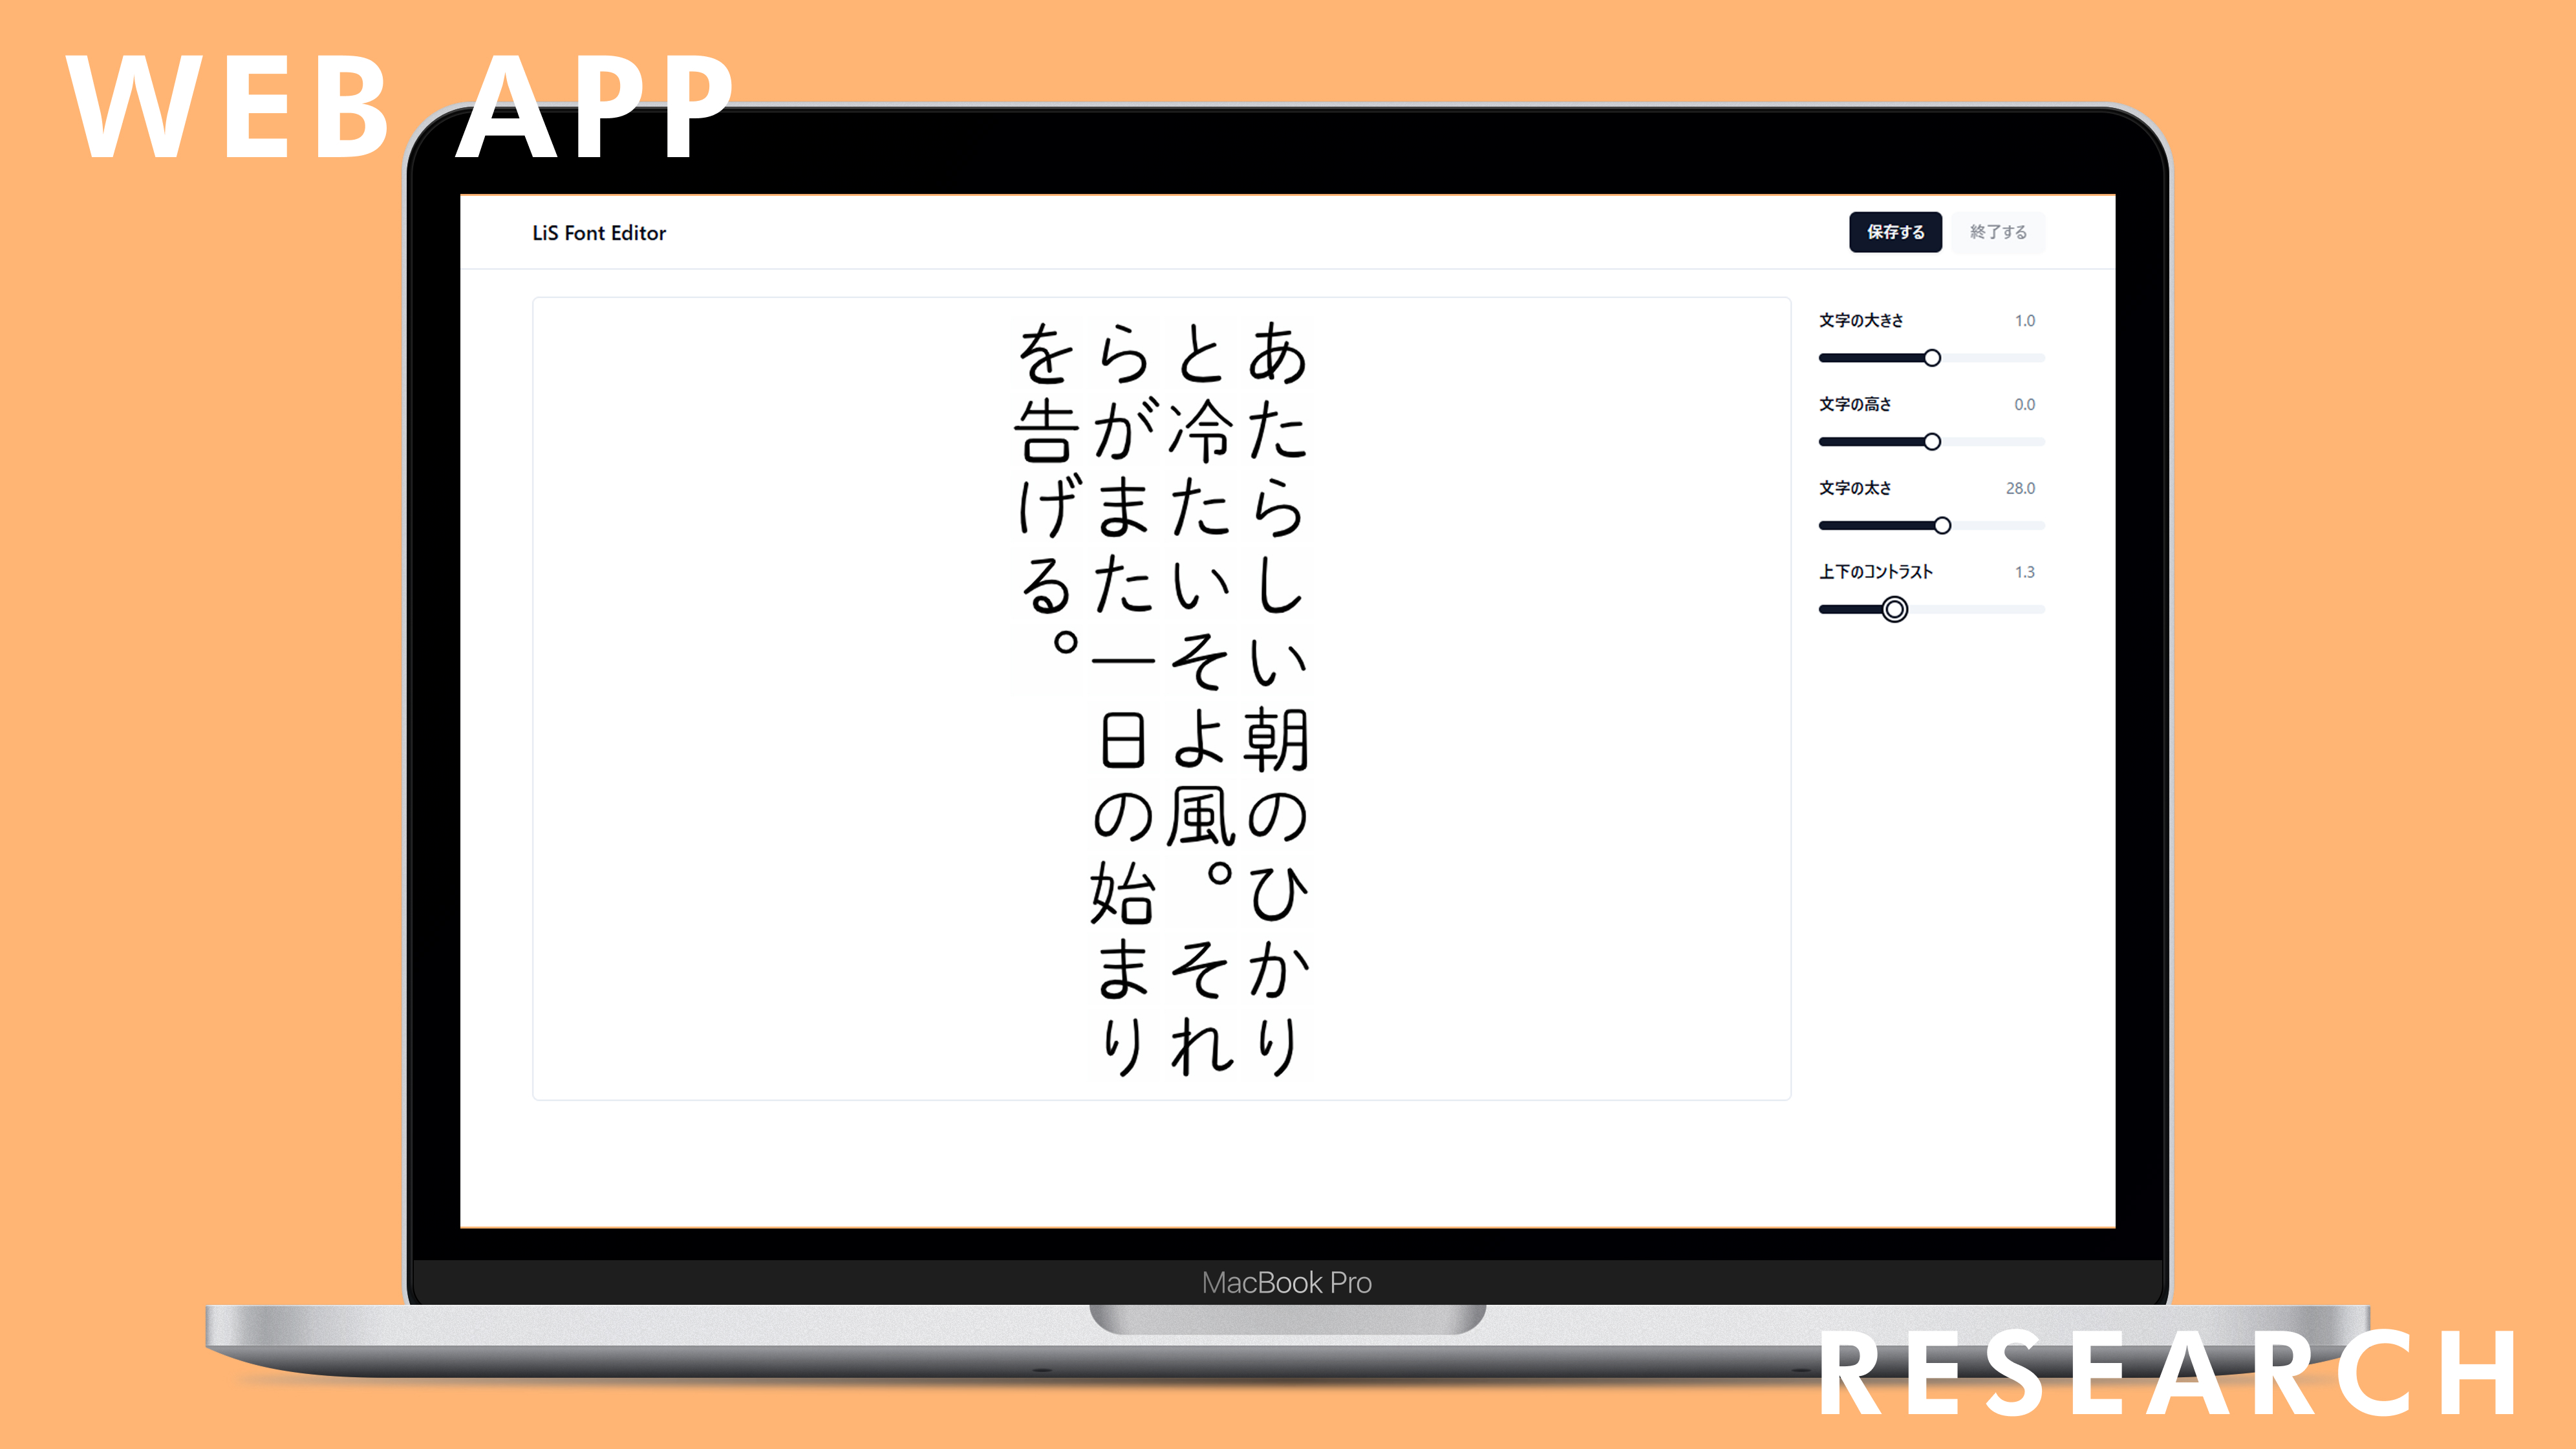 WEB APP
LiS Font Editor
保存する
終了する
あたらしい朝のひかり
と冷たいそよ風。それ
らがまた一日の始まり
を告げる。
文字の大きさ 1.0
文字の高さ 0.0
文字の太さ 28.0
上下のコントラスト 1.3
MacBook Pro
RESEARCH